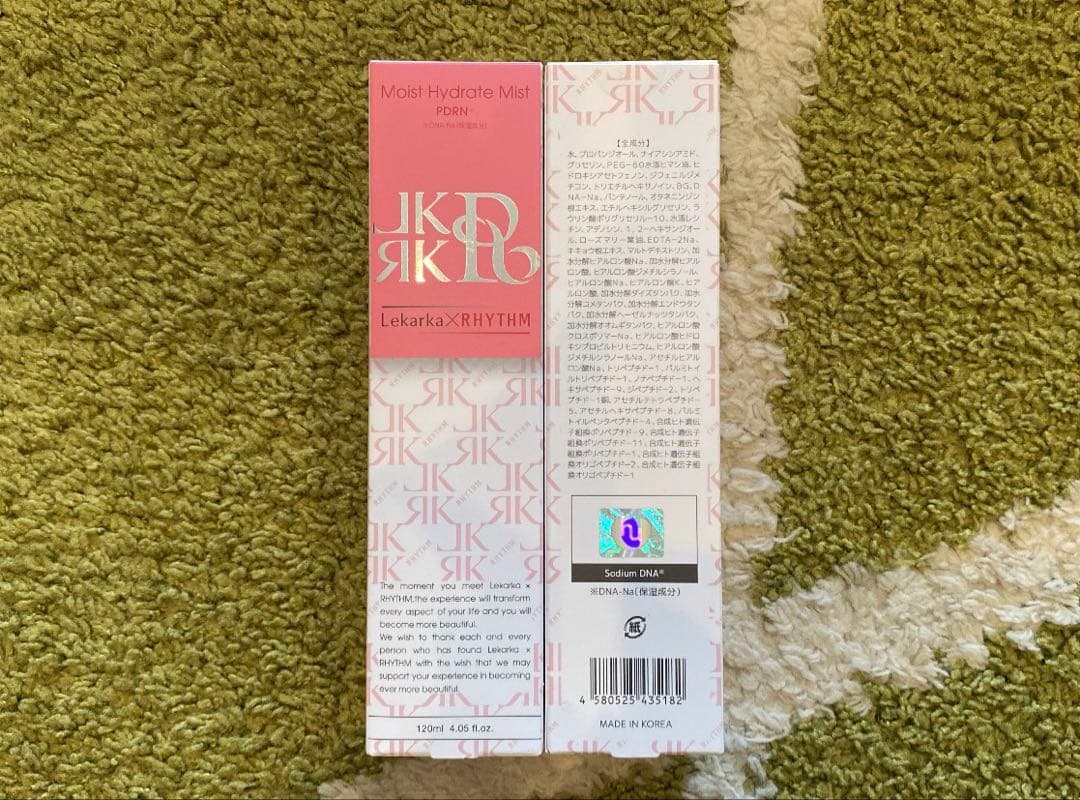 Moist Hydrate Mist
PDRN※
※DNA-Na(保湿成分)
Lekarka×RHYTHM
The moment you meet Lekarka ×
RHYTHM,the experience will transform
every aspect of your life and you will
become more beautiful.
We wish to thank each and every
person who has found Lekarka ×
RHYTHM with the wish that we may
support your experience in becoming
ever more beautiful.
120ml 4.05 fl.oz.
【全成分】
水、プロパンジオール、ナイアシンアミド、
グリセリン、PEG-60水添ヒマシ油、ヒ
ドロキシアセトフェノン、ジフェニルジメ
チコン、トリエチルヘキサノイン、BG、D
NA-Na、パンテノール、オタネニンジン
根エキス、エチルヘキシルグリセリン、ラ
ウリン酸ポリグリセリル-10、水添レシ
チン、アデノシン、1，2-ヘキサンジオー
ル、ローズマリー葉油、EDTA-2Na、
キキョウ根エキス、マルトデキストリン、加
水分解ヒアルロン酸Na、加水分解ヒアル
ロン酸、ヒアルロン酸ジメチルシラノール、
ヒアルロン酸Na、ヒアルロン酸K、ヒア
ルロン酸、加水分解ダイズタンパク、加水
分解コメタンパク、加水分解エンドウタン
パク、加水分解ヘーゼルナッツタンパク、
加水分解オオムギタンパク、ヒアルロン酸
クロスポリマーNa、ヒアルロン酸ヒドロ
キシプロピルトリモニウム、ヒアルロン酸
ジメチルシラノールNa、アセチルヒアル
ロン酸Na、トリペプチド-1、パルミトイ
ルトリペプチド-1、ノナペプチド-1、ヘ
キサペプチド-9、ジペプチド-2、トリペ
プチド-1銅、アセチルテトラペプチド-
5、アセチルヘキサペプチド-8、パルミ
トイルペンタペプチド-4、合成ヒト遺伝
子組換ポリペプチド-9、合成ヒト遺伝子
組換ポリペプチド-11、合成ヒト遺伝子
組換ポリペプチド-1、合成ヒト遺伝子組
換オリゴペプチド-2、合成ヒト遺伝子組
換オリゴペプチド-1
Sodium DNA®
※DNA-Na(保湿成分)
紙
4 580525 435182
MADE IN KOREA